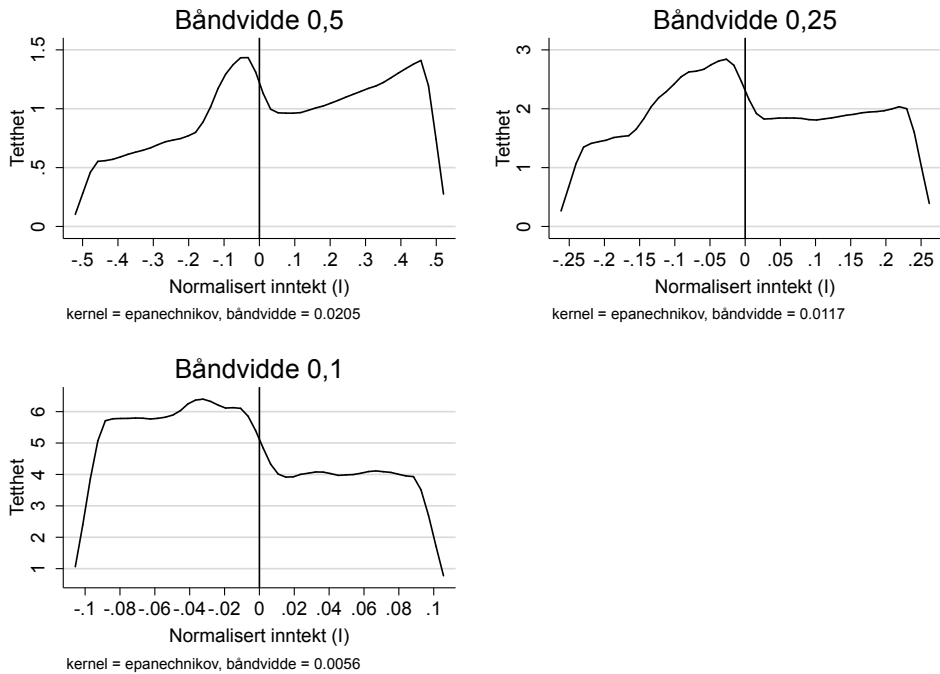 Båndvidde 0,5
Tetthet
0 .5 1 1.5
-.5 -.4 -.3 -.2 -.1 0 .1 .2 .3 .4 .5
Normalisert inntekt (I)
kernel = epanechnikov, båndvidde = 0.0205
Båndvidde 0,25
Tetthet
0 1 2 3
-.25 -.2 -.15 -.1 -.05 0 .05 .1 .15 .2 .25
Normalisert inntekt (I)
kernel = epanechnikov, båndvidde = 0.0117
Båndvidde 0,1
Tetthet
1 2 3 4 5 6
-.1 -.08 -.06 -.04 -.02 0 .02 .04 .06 .08 .1
Normalisert inntekt (I)
kernel = epanechnikov, båndvidde = 0.0056